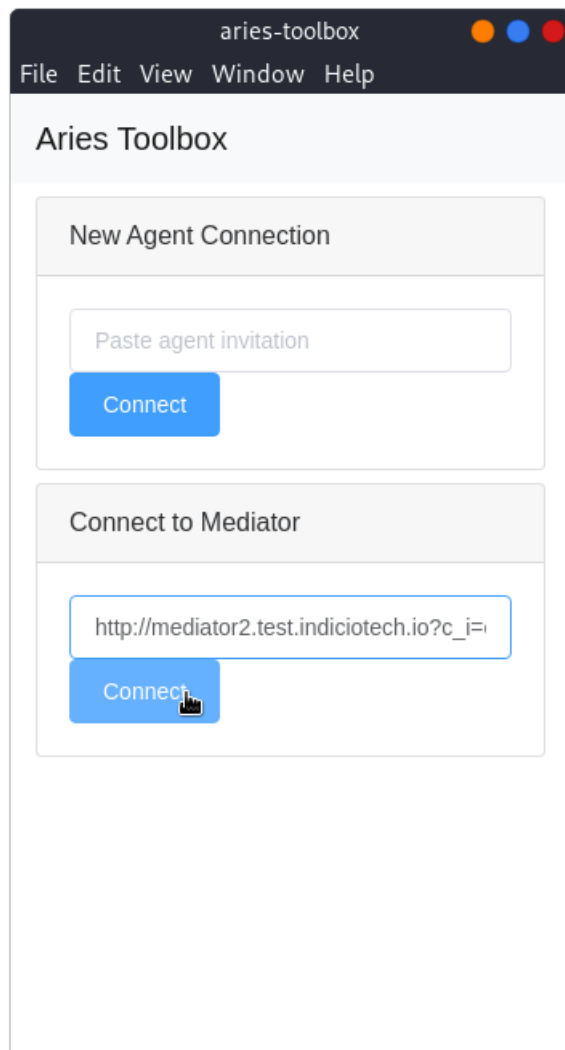 aries-toolbox
File Edit View Window Help
Aries Toolbox
New Agent Connection
Paste agent invitation
Connect
Connect to Mediator
http://mediator2.test.indiciotech.io?c_i=
Connect